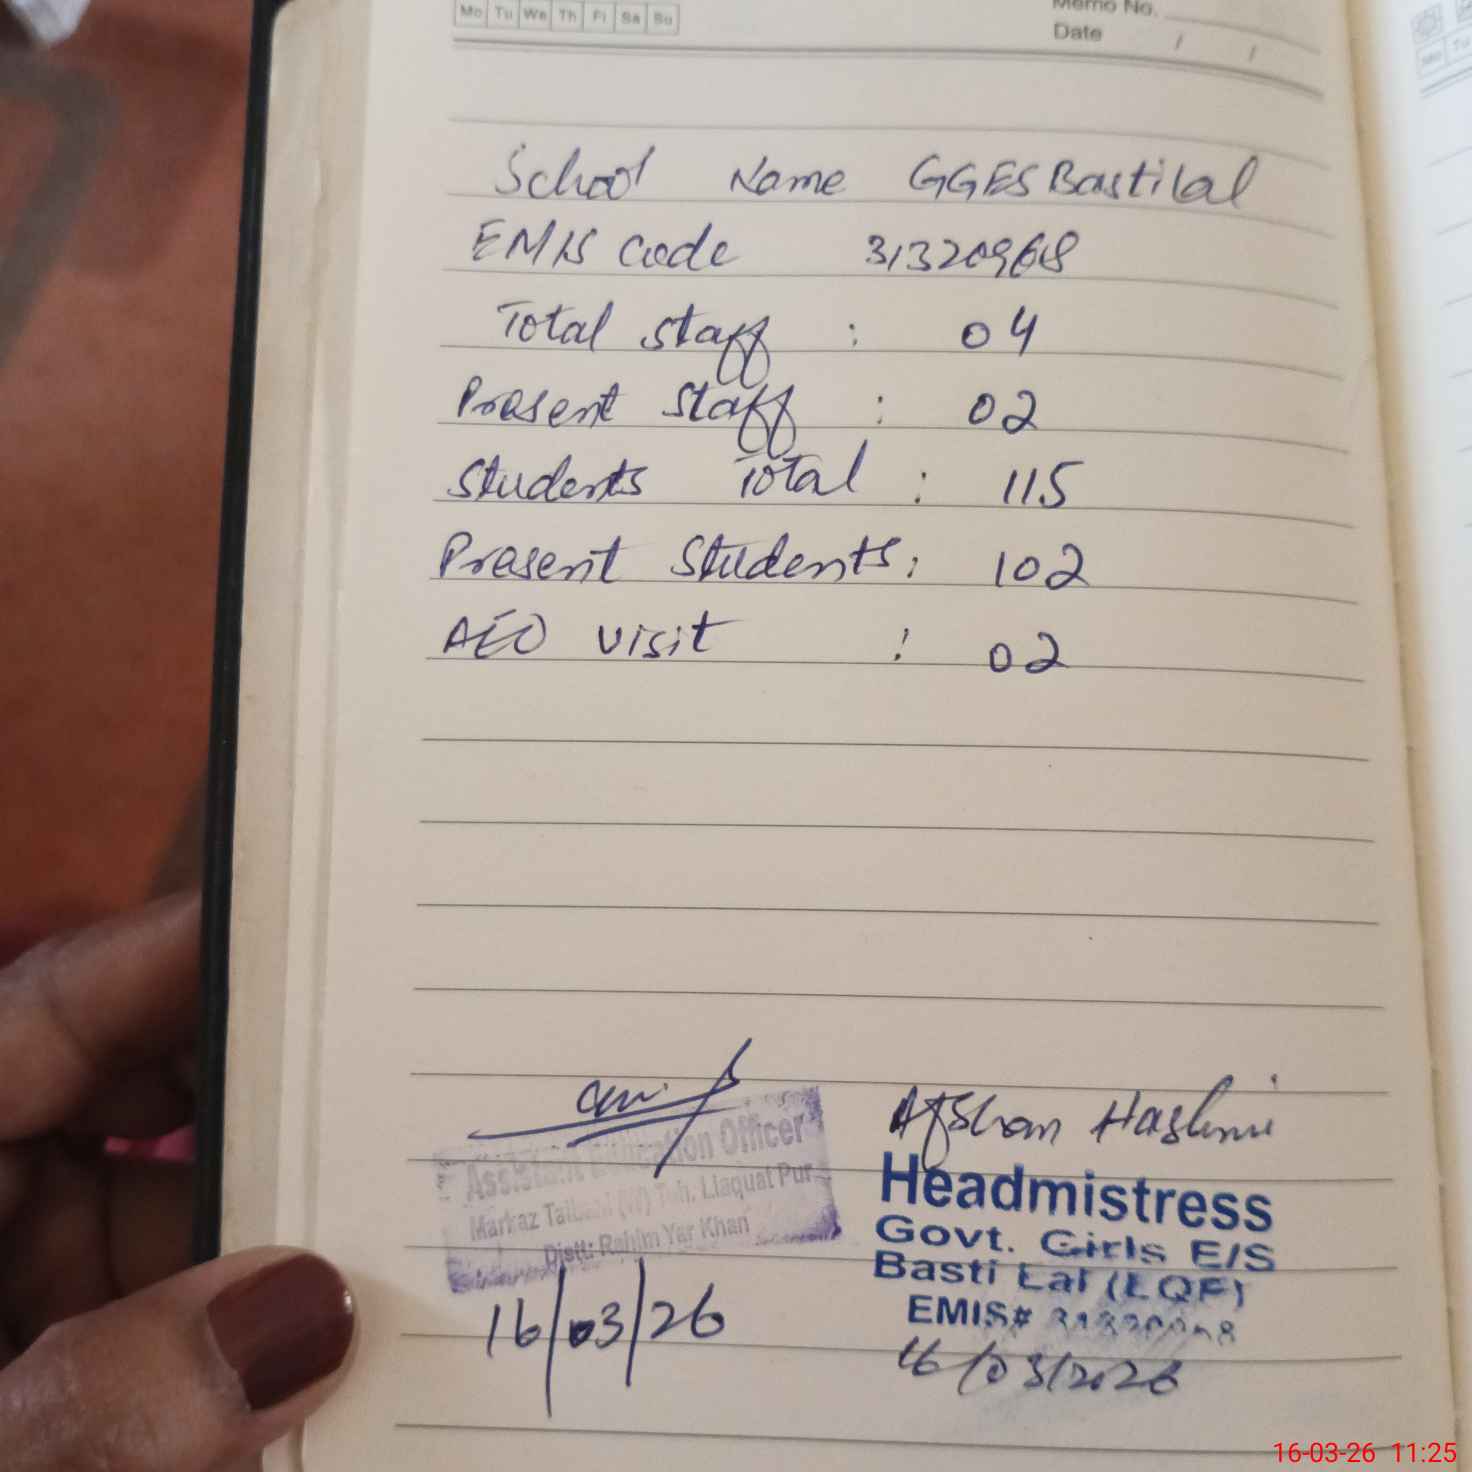 Mo Tu We Th Fr Sa Su
Memo No.
Date / /
School Name GGES Bastilal
EMIS Code 31320968
Total Staff : 04
Present Staff : 02
Students Total : 115
Present Students: 102
AEO visit : 02
Assistant Education Officer
Markaz (W) Teh. Liaquat Pur
Distt: Rahim Yar Khan
16/03/26
Afshan Hashmi
Headmistress
Govt. Girls E/S
Basti Lal (LQP)
EMIS#
16/03/2026
16-03-26 11:25